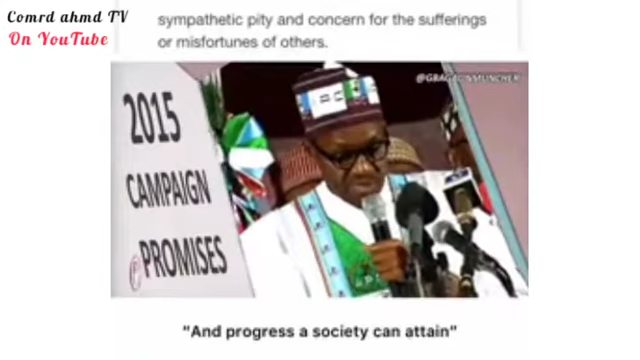 Comrd ahmd TV
On YouTube
sympathetic pity and concern for the sufferings
or misfortunes of others.
@GBAGAUNMUNCHER
2015
CAMPAIGN
PROMISES
“And progress a society can attain”